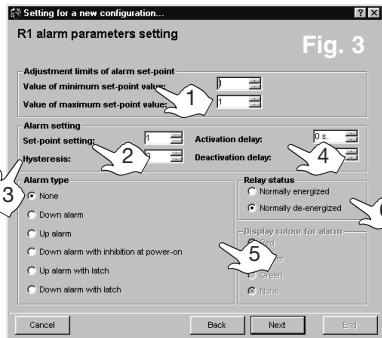 Setting for a new configuration...
R1 alarm parameters setting
Fig. 3
Adjustment limits of alarm set-point
Value of minimum set-point value:
Value of maximum set-point value: 1
1
Alarm setting
Set-point setting: 1 Activation delay: 0 s.
Hysteresis: Deactivation delay:
2
4
3
Alarm type
None
Down alarm
Up alarm
Down alarm with inhibition at power-on
Up alarm with latch
Down alarm with latch
Relay status
Normally energized
Normally de-energized
6
Display colour for alarm
5
Green
None
Cancel Back Next End